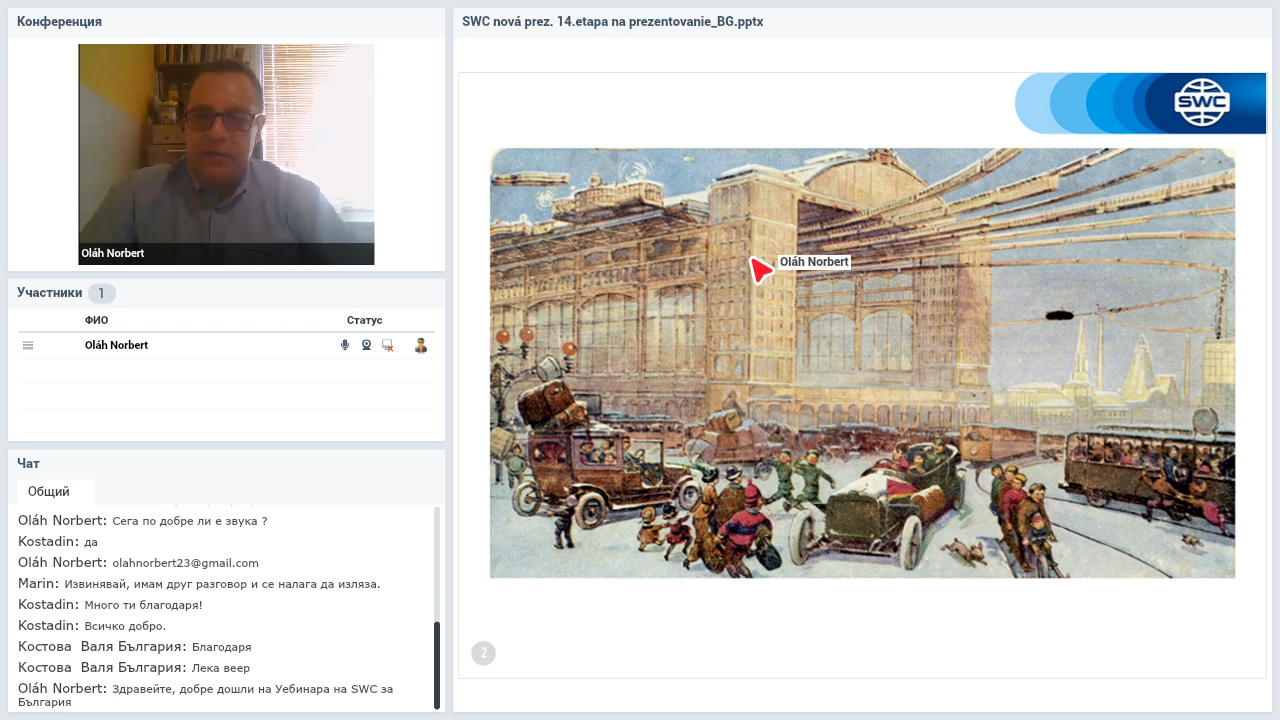 Конференция
Oláh Norbert
Участники 1
ФИО Статус
Oláh Norbert
Чат
Общий
Oláh Norbert: Сега по добре ли е звука ?
Kostadin: да
Oláh Norbert: olahnorbert23@gmail.com
Marin: Извинявай, имам друг разговор и се налага да изляза.
Kostadin: Много ти благодаря!
Kostadin: Всичко добро.
Костова Валя България: Благодаря
Костова Валя България: Лека веер
Oláh Norbert: Здравейте, добре дошли на Уебинара на SWC за
България
SWC nová prez. 14.etapa na prezentovanie_BG.pptx
SWC
Oláh Norbert
2